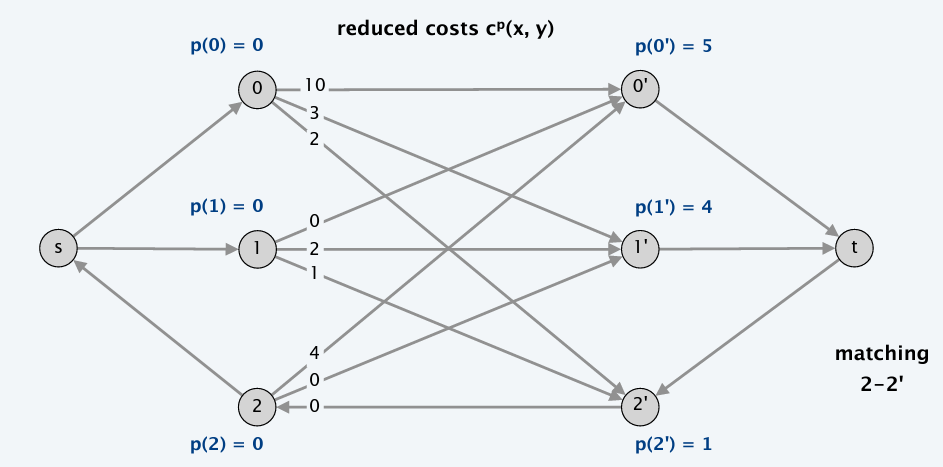 reduced costs cᵖ(x, y)
p(0) = 0
p(0') = 5
0
10
3
2
0'
p(1) = 0
p(1') = 4
s
1
0
2
1
1'
t
4
0
0
matching
2–2'
2
2'
p(2) = 0
p(2') = 1